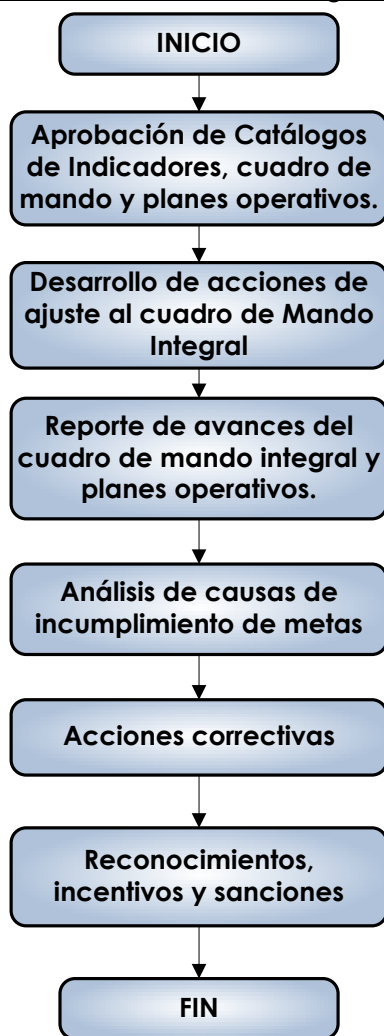 INICIO
Aprobación de Catálogos
de Indicadores, cuadro de
mando y planes operativos.
Desarrollo de acciones de
ajuste al cuadro de Mando
Integral
Reporte de avances del
cuadro de mando integral y
planes operativos.
Análisis de causas de
incumplimiento de metas
Acciones correctivas
Reconocimientos,
incentivos y sanciones
FIN